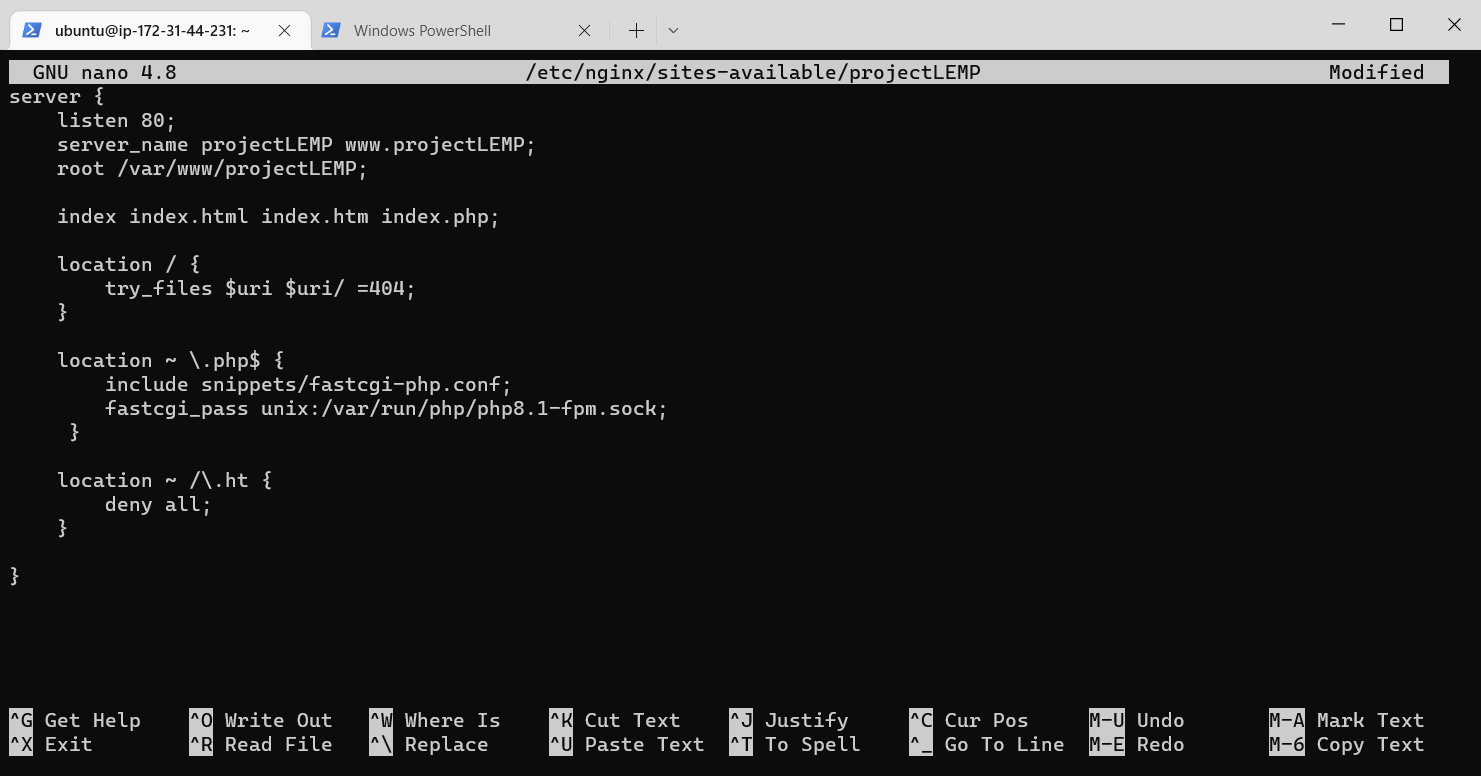 ubuntu@ip-172-31-44-231: ~ Windows PowerShell
GNU nano 4.8 /etc/nginx/sites-available/projectLEMP Modified
server {
    listen 80;
    server_name projectLEMP www.projectLEMP;
    root /var/www/projectLEMP;

    index index.html index.htm index.php;

    location / {
        try_files $uri $uri/ =404;
    }

    location ~ \.php$ {
        include snippets/fastcgi-php.conf;
        fastcgi_pass unix:/var/run/php/php8.1-fpm.sock;
     }

    location ~ /\.ht {
        deny all;
    }

}
^G Get Help ^O Write Out ^W Where Is ^K Cut Text ^J Justify ^C Cur Pos M-U Undo M-A Mark Text
^X Exit ^R Read File ^\ Replace ^U Paste Text ^T To Spell ^_ Go To Line M-E Redo M-6 Copy Text